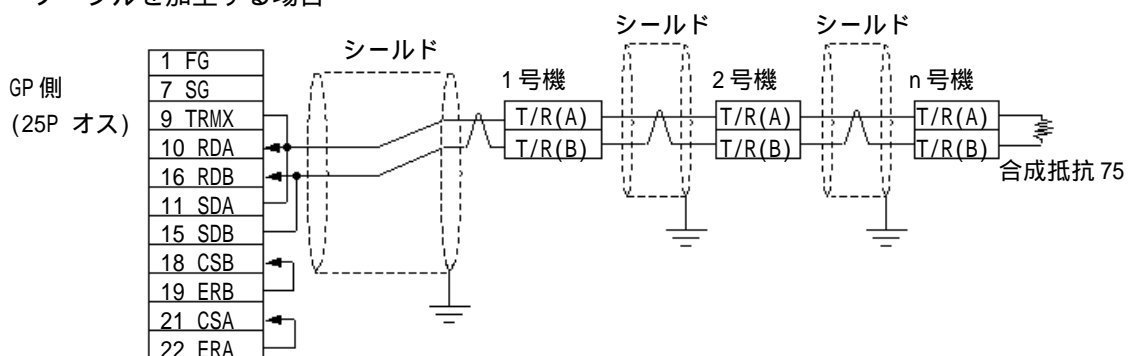 ケーブルを加工する場合
シールド
シールド
シールド
GP側
(25P オス)
1 FG
7 SG
9 TRMX
10 RDA
16 RDB
11 SDA
15 SDB
18 CSB
19 ERB
21 CSA
22 ERA
1号機
T/R(A)
T/R(B)
2号機
T/R(A)
T/R(B)
n号機
T/R(A)
T/R(B)
合成抵抗 75